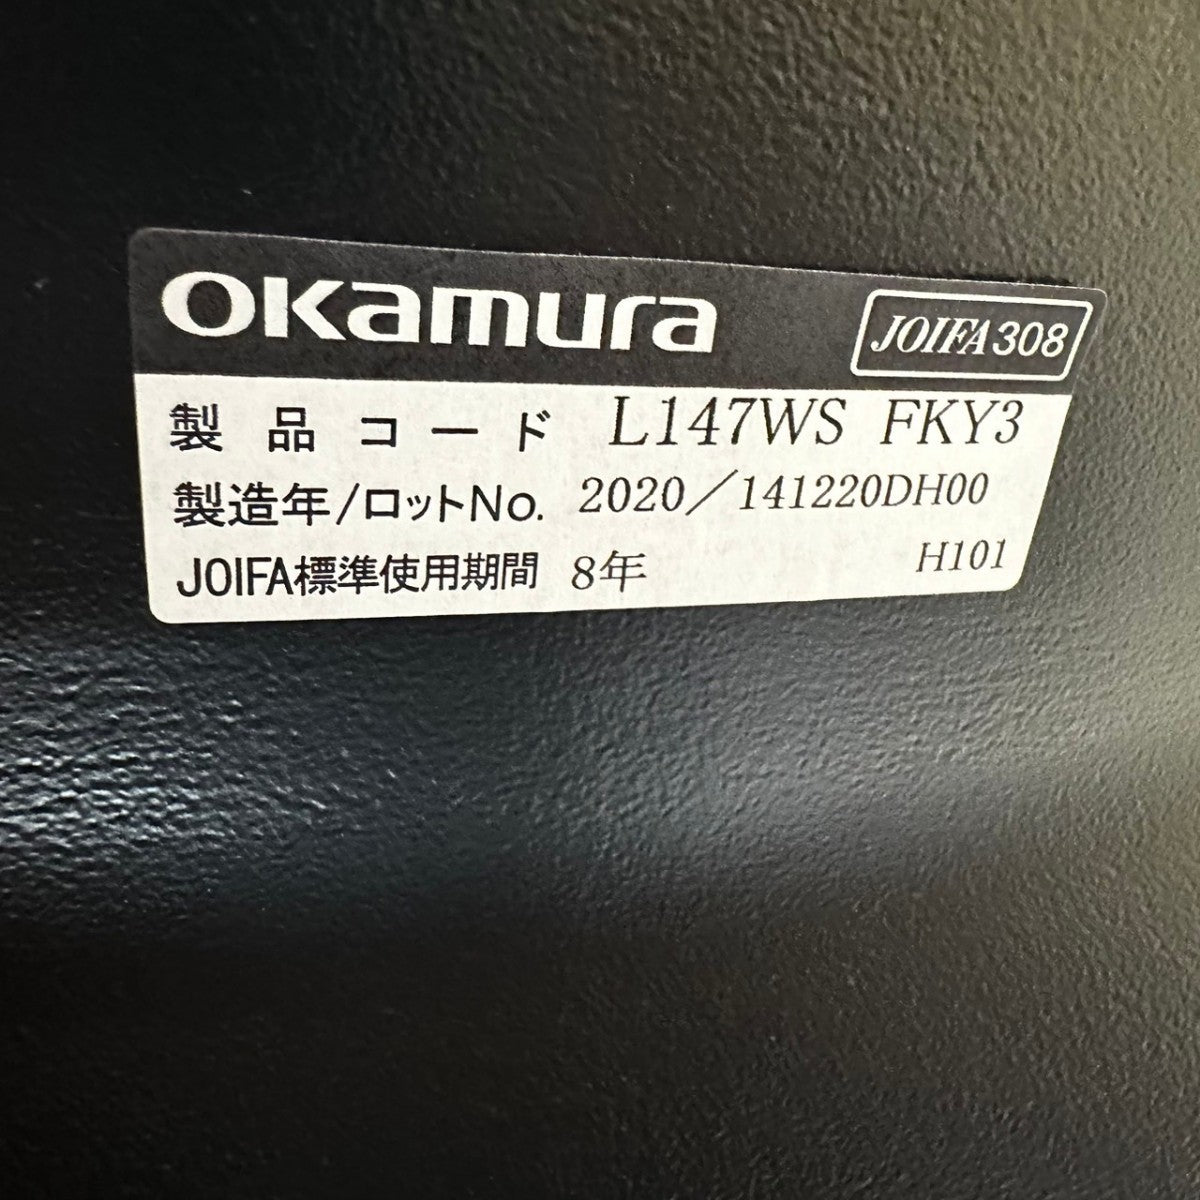 okamura
JOIFA308
製品コード L147WS FKY3
製造年/ロットNo. 2020/141220DH00
JOIFA標準使用期間 8年 H101